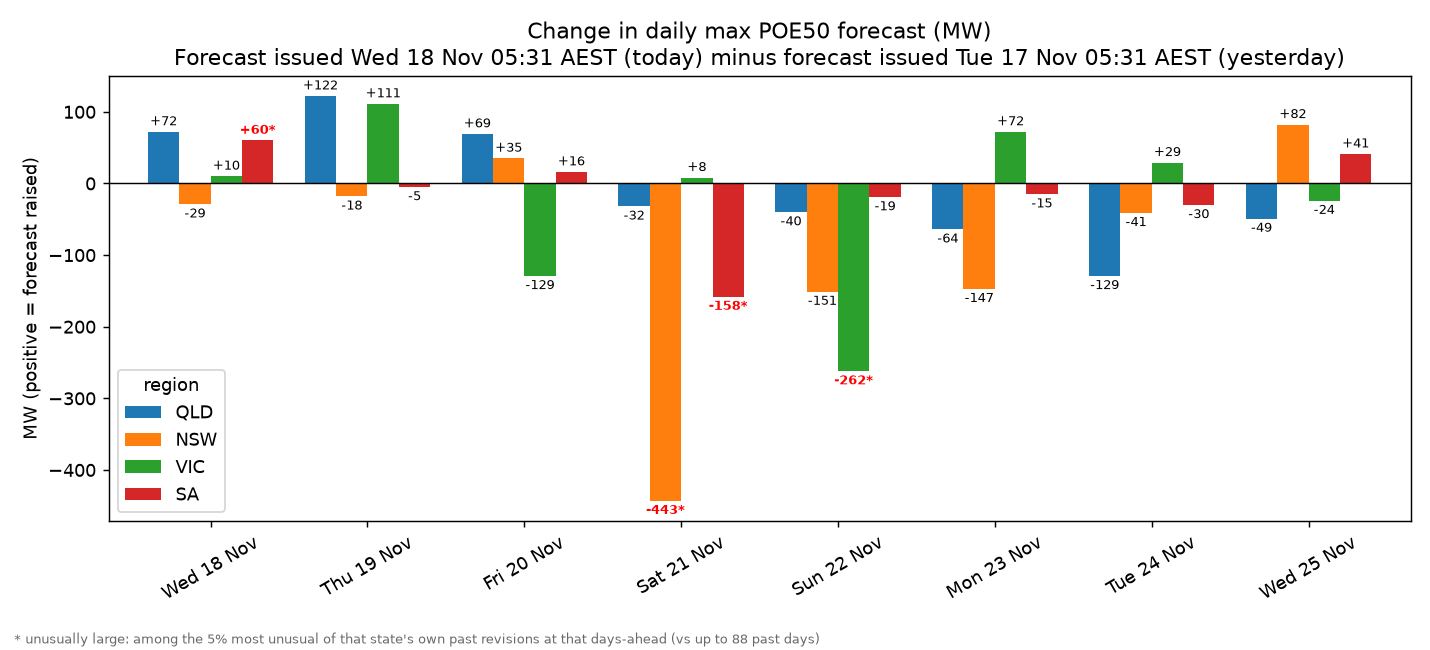 Change in daily max POE50 forecast (MW)
Forecast issued Wed 18 Nov 05:31 AEST (today) minus forecast issued Tue 17 Nov 05:31 AEST (yesterday)
MW (positive = forecast raised)
100
0
−100
−200
−300
−400
+72
-29
+10
+60*
+122
-18
+111
-5
+69
+35
-129
+16
-32
-443*
+8
-158*
-40
-151
-262*
-19
-64
-147
+72
-15
-129
-41
+29
-30
-49
+82
-24
+41
region
QLD
NSW
VIC
SA
Wed 18 Nov
Thu 19 Nov
Fri 20 Nov
Sat 21 Nov
Sun 22 Nov
Mon 23 Nov
Tue 24 Nov
Wed 25 Nov
* unusually large: among the 5% most unusual of that state's own past revisions at that days-ahead (vs up to 88 past days)